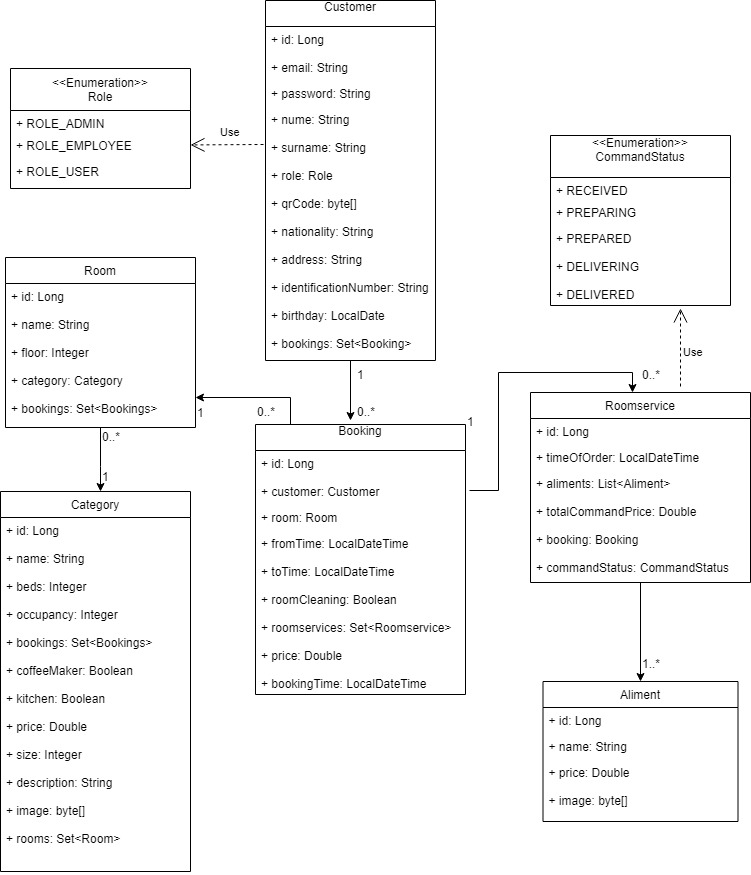 Customer
+ id: Long
+ email: String
+ password: String
+ nume: String
+ surname: String
+ role: Role
+ qrCode: byte[]
+ nationality: String
+ address: String
+ identificationNumber: String
+ birthday: LocalDate
+ bookings: Set<Booking>
<<Enumeration>>
Role
+ ROLE_ADMIN
+ ROLE_EMPLOYEE
+ ROLE_USER
Use
<<Enumeration>>
CommandStatus
+ RECEIVED
+ PREPARING
+ PREPARED
+ DELIVERING
+ DELIVERED
Use
Room
+ id: Long
+ name: String
+ floor: Integer
+ category: Category
+ bookings: Set<Bookings>
1
0..*
1
0..*
1
0..*
0..*
1
Booking
+ id: Long
+ customer: Customer
+ room: Room
+ fromTime: LocalDateTime
+ toTime: LocalDateTime
+ roomCleaning: Boolean
+ roomservices: Set<Roomservice>
+ price: Double
+ bookingTime: LocalDateTime
Roomservice
+ id: Long
+ timeOfOrder: LocalDateTime
+ aliments: List<Aliment>
+ totalCommandPrice: Double
+ booking: Booking
+ commandStatus: CommandStatus
1..*
Category
+ id: Long
+ name: String
+ beds: Integer
+ occupancy: Integer
+ bookings: Set<Bookings>
+ coffeeMaker: Boolean
+ kitchen: Boolean
+ price: Double
+ size: Integer
+ description: String
+ image: byte[]
+ rooms: Set<Room>
Aliment
+ id: Long
+ name: String
+ price: Double
+ image: byte[]